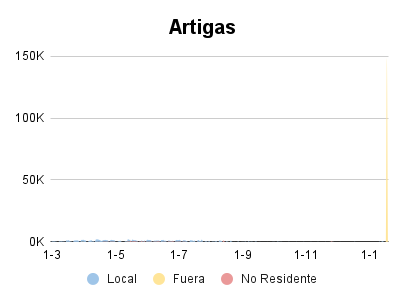 Artigas
150K
100K
50K
0K
1-3 1-5 1-7 1-9 1-11 1-1
Local Fuera No Residente